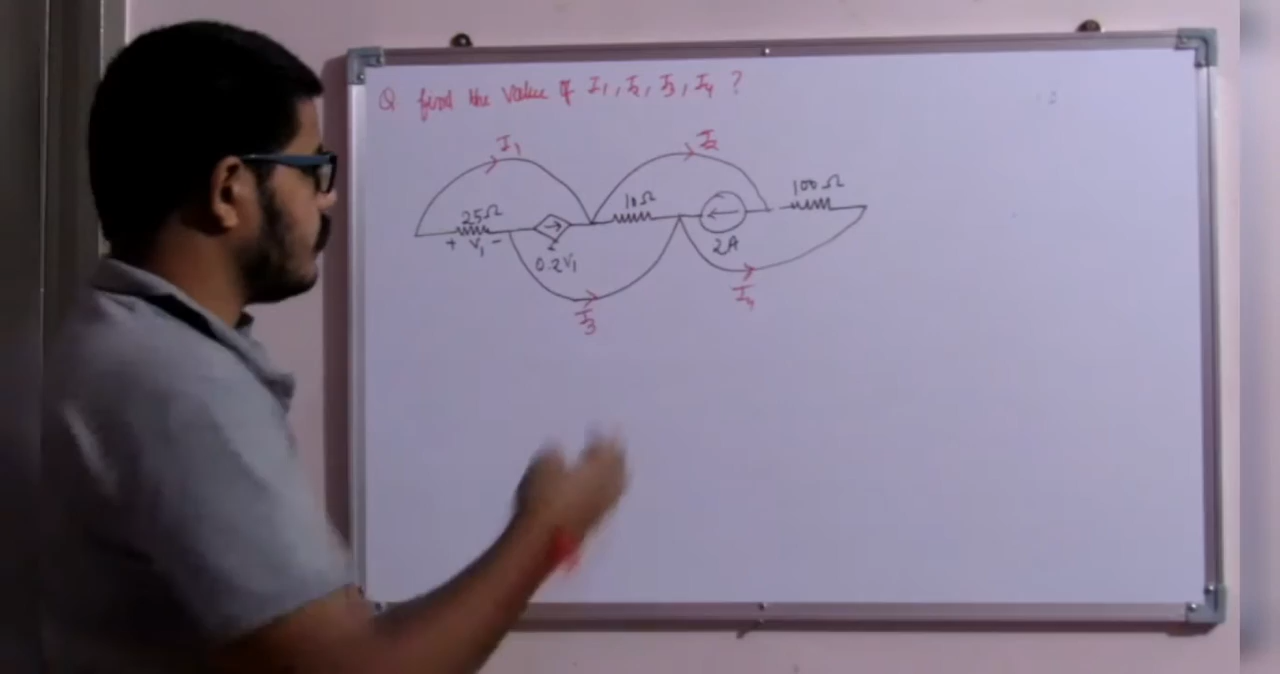 Q find the value of I1, I2, I3, I4 ?
I1
I2
25Ω
10Ω
100Ω
+ V1 -
0.2V1
2A
I3
I4